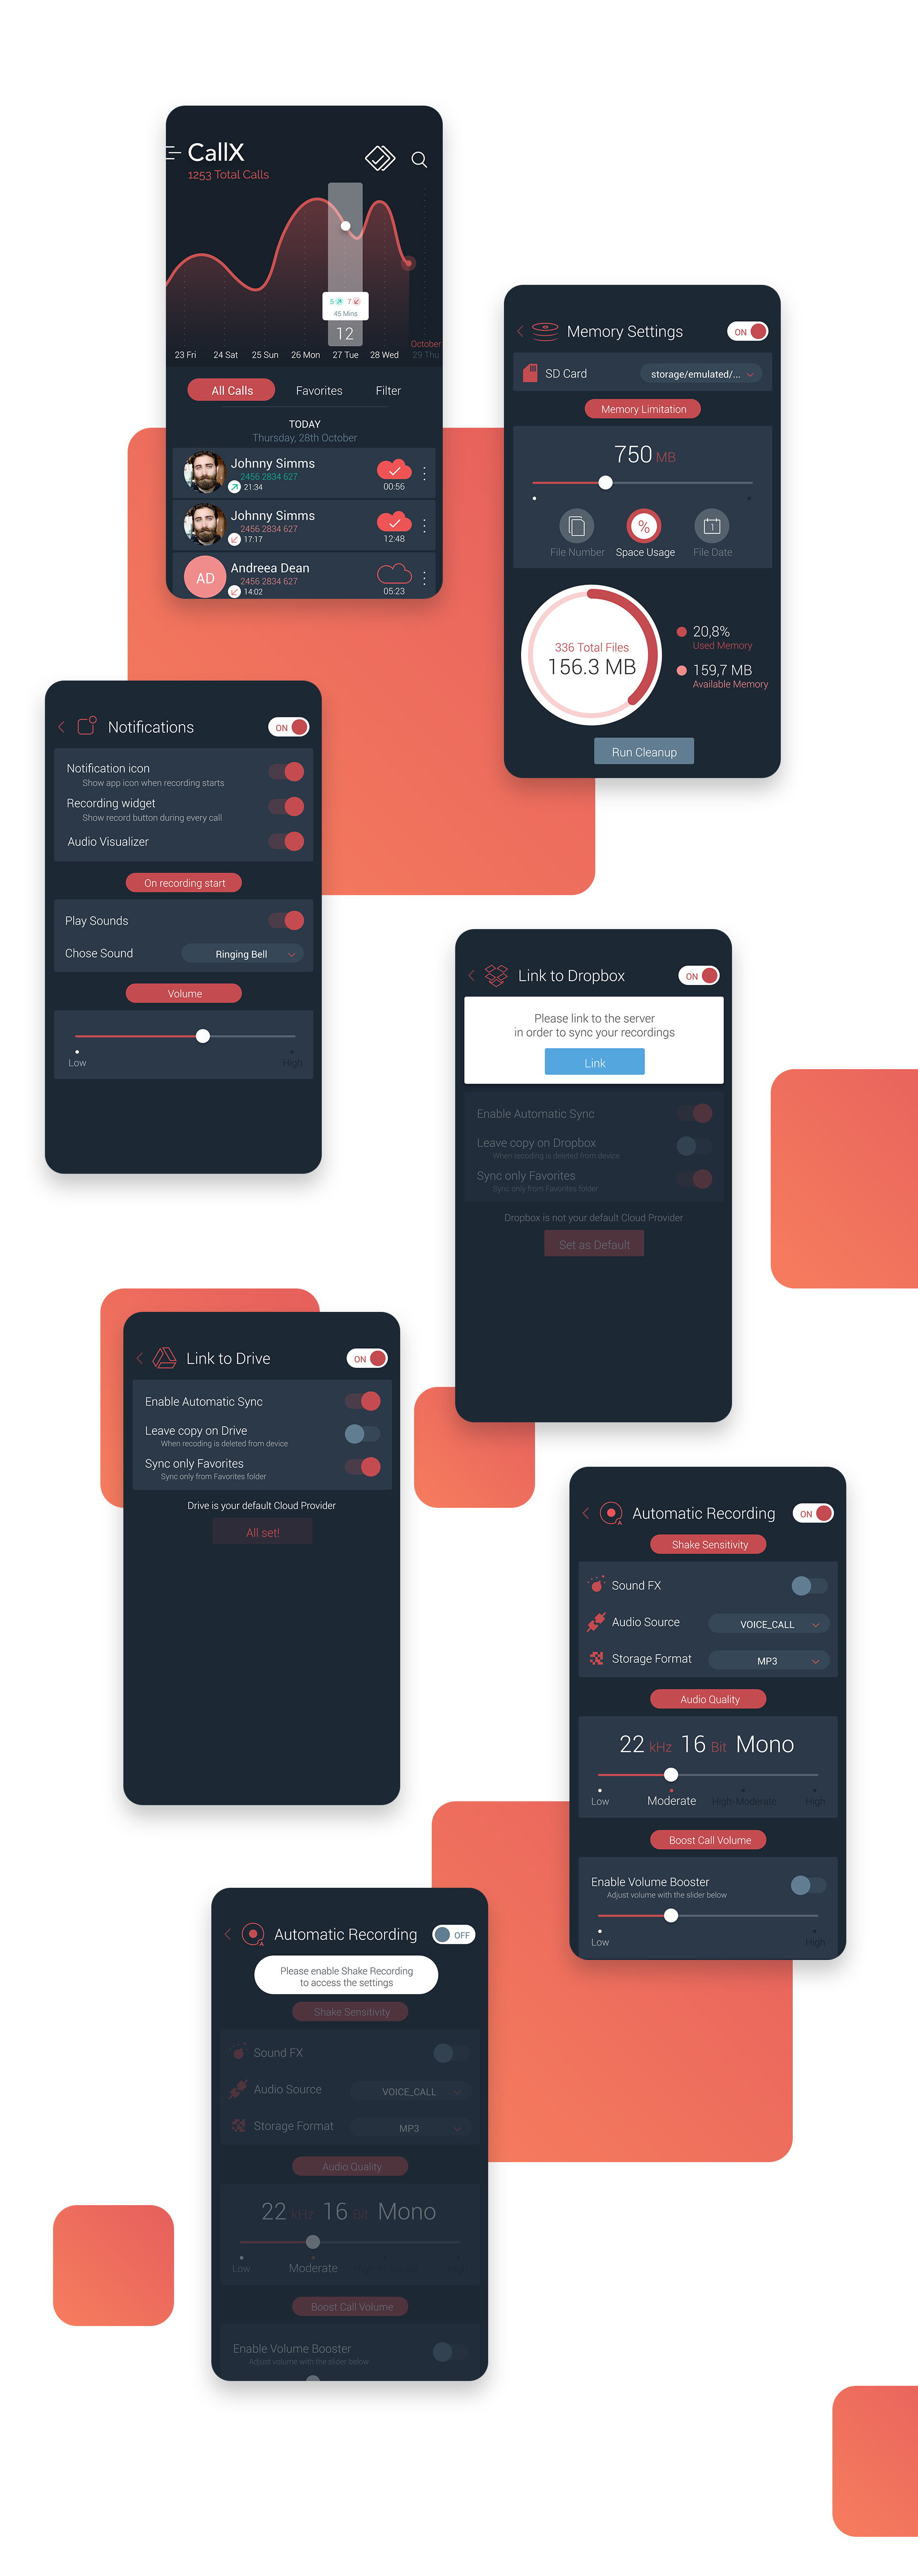 CallX
1253 Total Calls
5 7
45 Mins
12
October
23 Fri 24 Sat 25 Sun 26 Mon 27 Tue 28 Wed 29 Thu
All Calls Favorites Filter
TODAY
Thursday, 28th October
Johnny Simms
2456 2834 627
21:34
00:56
Johnny Simms
2456 2834 627
17:17
12:48
AD
Andreea Dean
2456 2834 627
14:02
05:23
Memory Settings ON
SD Card storage/emulated/...
Memory Limitation
750 MB
%
1
File Number Space Usage File Date
336 Total Files
156.3 MB
20,8%
Used Memory
159,7 MB
Available Memory
Run Cleanup
Notifications ON
Notification icon
Show app icon when recording starts
Recording widget
Show record button during every call
Audio Visualizer
On recording start
Play Sounds
Chose Sound Ringing Bell
Volume
Low High
Link to Dropbox ON
Please link to the server
in order to sync your recordings
Link
Enable Automatic Sync
Leave copy on Dropbox
When recoding is deleted from device
Sync only Favorites
Sync only from Favorites folder
Dropbox is not your default Cloud Provider
Set as Default
Link to Drive ON
Enable Automatic Sync
Leave copy on Drive
When recoding is deleted from device
Sync only Favorites
Sync only from Favorites folder
Drive is your default Cloud Provider
All set!
Automatic Recording ON
Shake Sensitivity
Sound FX
Audio Source VOICE_CALL
Storage Format MP3
Audio Quality
22 kHz 16 Bit Mono
Low Moderate High-Moderate High
Boost Call Volume
Enable Volume Booster
Adjust volume with the slider below
Low High
Automatic Recording OFF
Please enable Shake Recording
to access the settings
Shake Sensitivity
Sound FX
Audio Source VOICE_CALL
Storage Format MP3
Audio Quality
22 kHz 16 Bit Mono
Low Moderate
Boost Call Volume
Enable Volume Booster
Adjust volume with the slider below